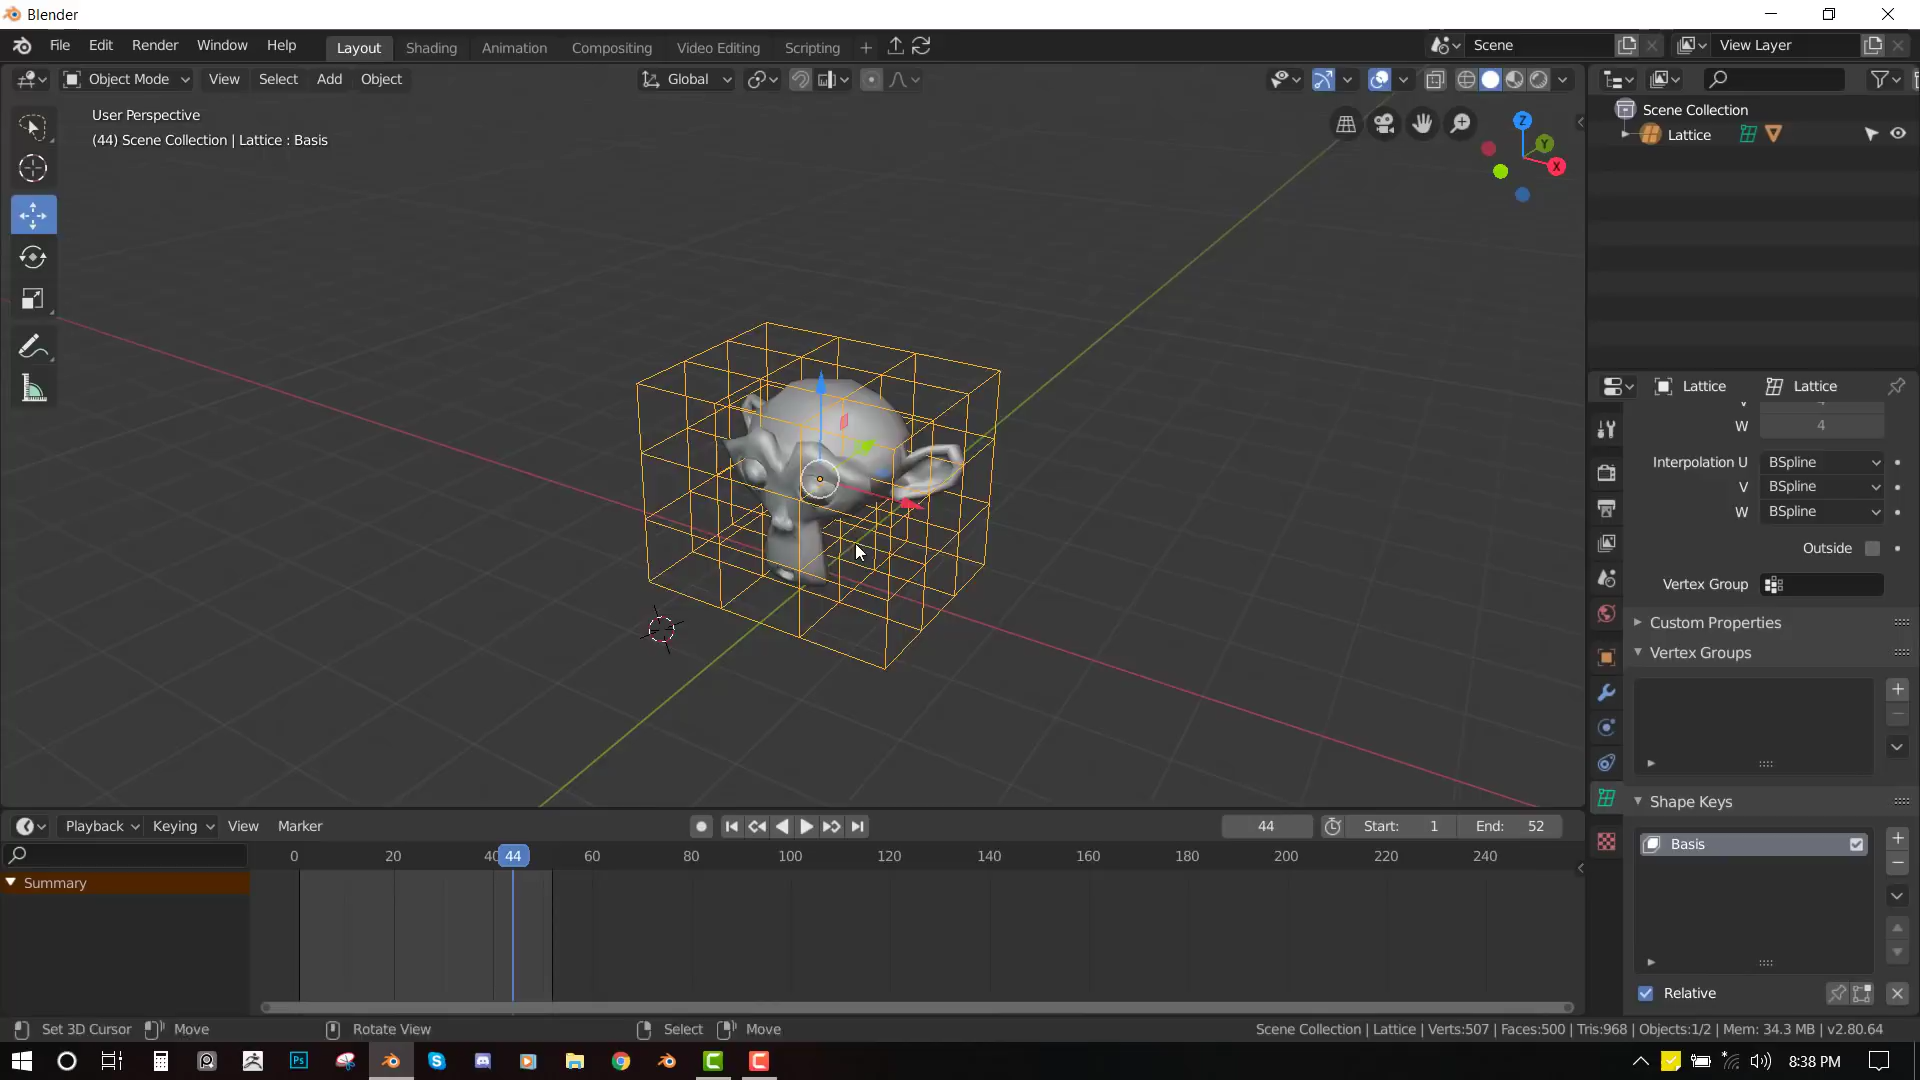 Blender
File Edit Render Window Help Layout Shading Animation Compositing Video Editing Scripting + Scene View Layer
Object Mode View Select Add Object Global
User Perspective
(44) Scene Collection | Lattice : Basis
Z
Y
X
Scene Collection
Lattice
Lattice Lattice
W 4
Interpolation U BSpline
V BSpline
W BSpline
Outside
Vertex Group
Custom Properties
Vertex Groups
Shape Keys
Basis
Relative
Playback Keying View Marker 44 Start: 1 End: 52
0 20 40 44 60 80 100 120 140 160 180 200 220 240
Summary
Set 3D Cursor Move Rotate View Select Move Scene Collection | Lattice | Verts:507 | Faces:500 | Tris:968 | Objects:1/2 | Mem: 34.3 MB | v2.80.64
8:38 PM